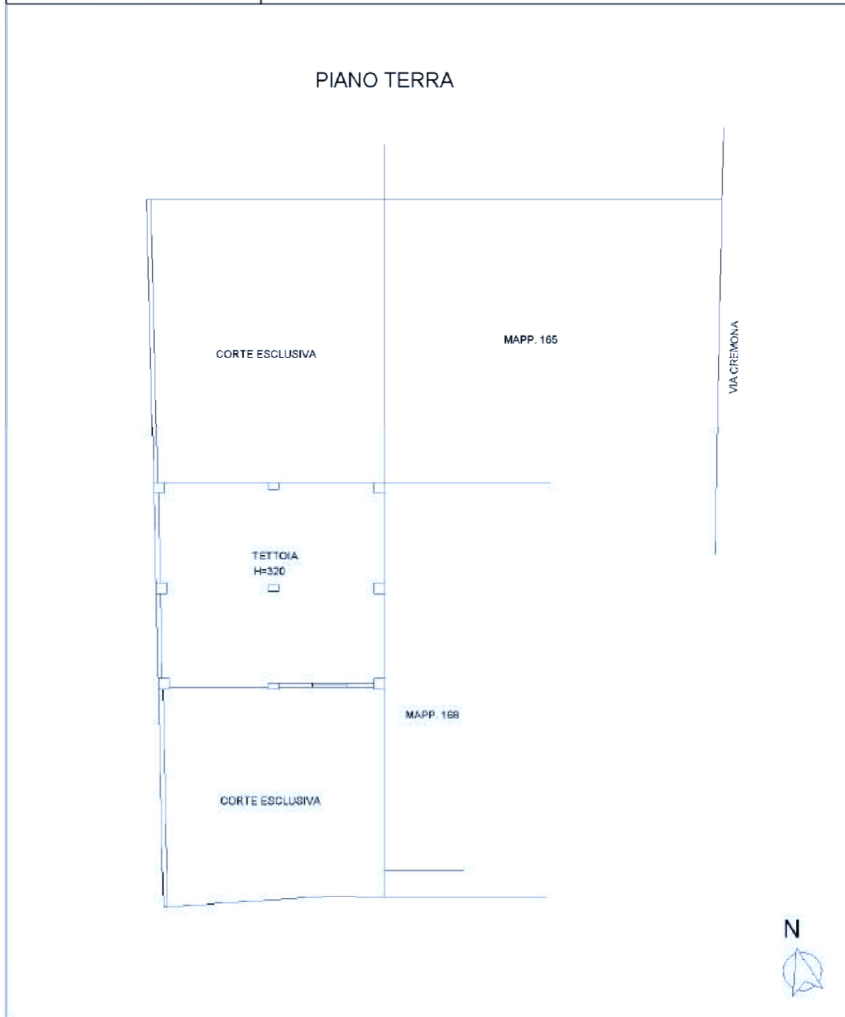 PIANO TERRA
CORTE ESCLUSIVA
MAPP. 165
VIA CREMONA
TETTOIA
H=320
MAPP. 168
CORTE ESCLUSIVA
N